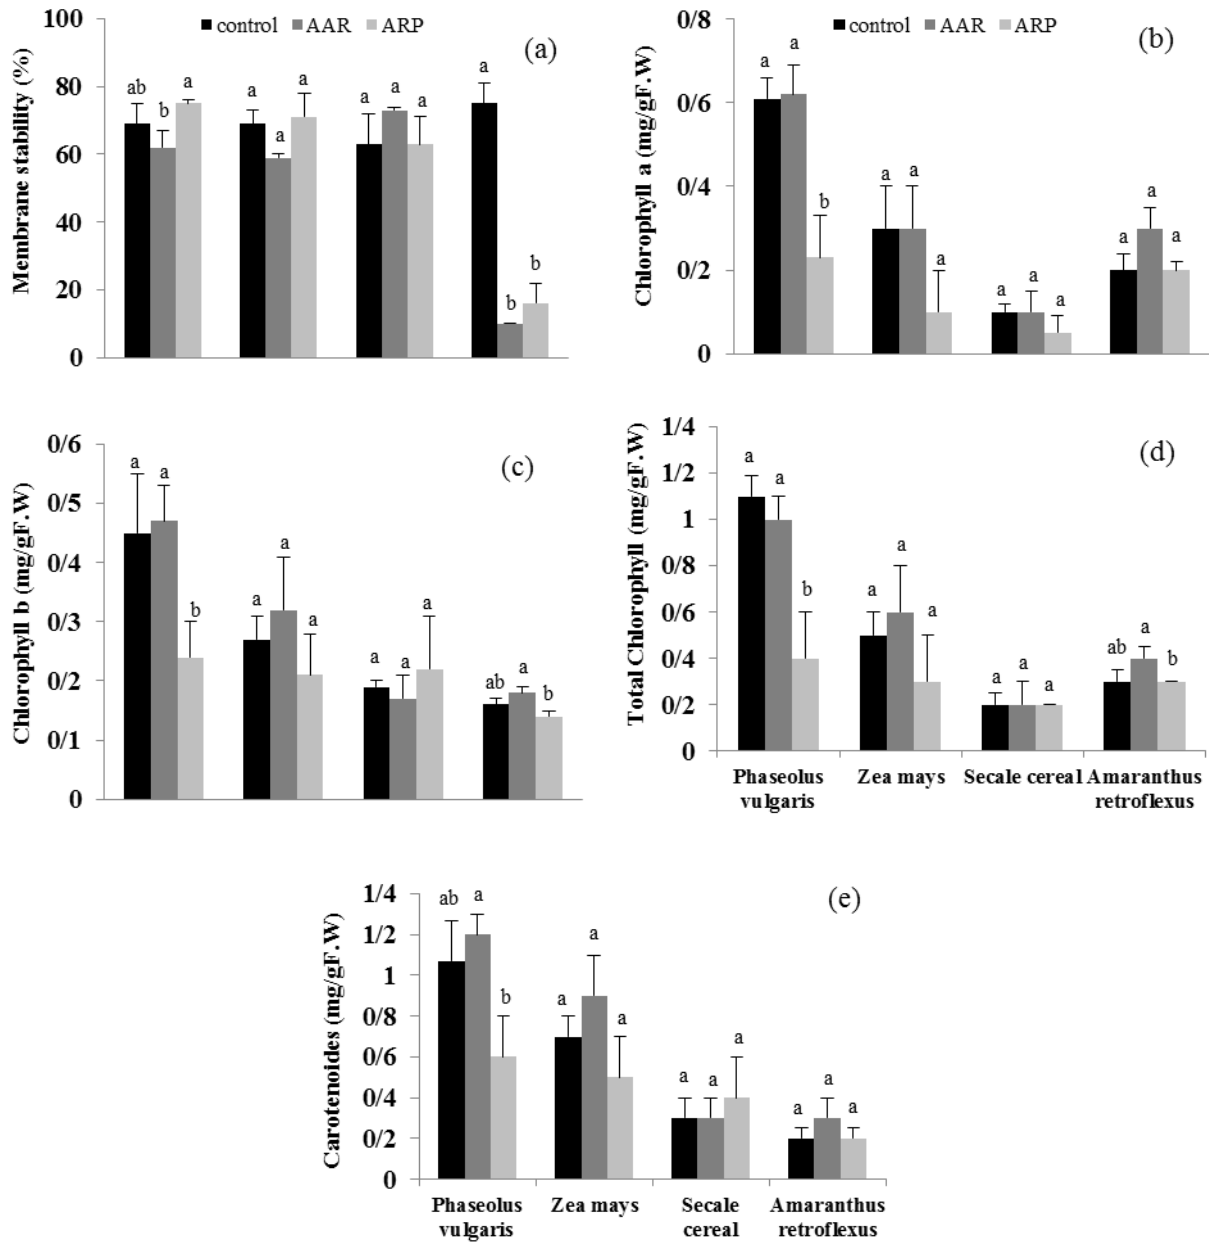 Membrane stability (%)
100
80
60
40
20
0
control AAR ARP
(a)
ab b a
a a a
a a a
a b b
Chlorophyll a (mg/gF.W)
0/8
0/6
0/4
0/2
0
control AAR ARP
(b)
a a b
a a a
a a a
a a a
Chlorophyll b (mg/gF.W)
0/6
0/5
0/4
0/3
0/2
0/1
0
(c)
a a b
a a a
a a a
ab a b
Total Chlorophyll (mg/gF.W)
1/4
1/2
1
0/8
0/6
0/4
0/2
0
(d)
a a b
a a a
a a a
ab a b
Phaseolus
vulgaris
Zea mays
Secale cereal
Amaranthus
retroflexus
Carotenoides (mg/gF.W)
1/4
1/2
1
0/8
0/6
0/4
0/2
0
(e)
ab a b
a a a
a a a
a a a
Phaseolus
vulgaris
Zea mays
Secale
cereal
Amaranthus
retroflexus